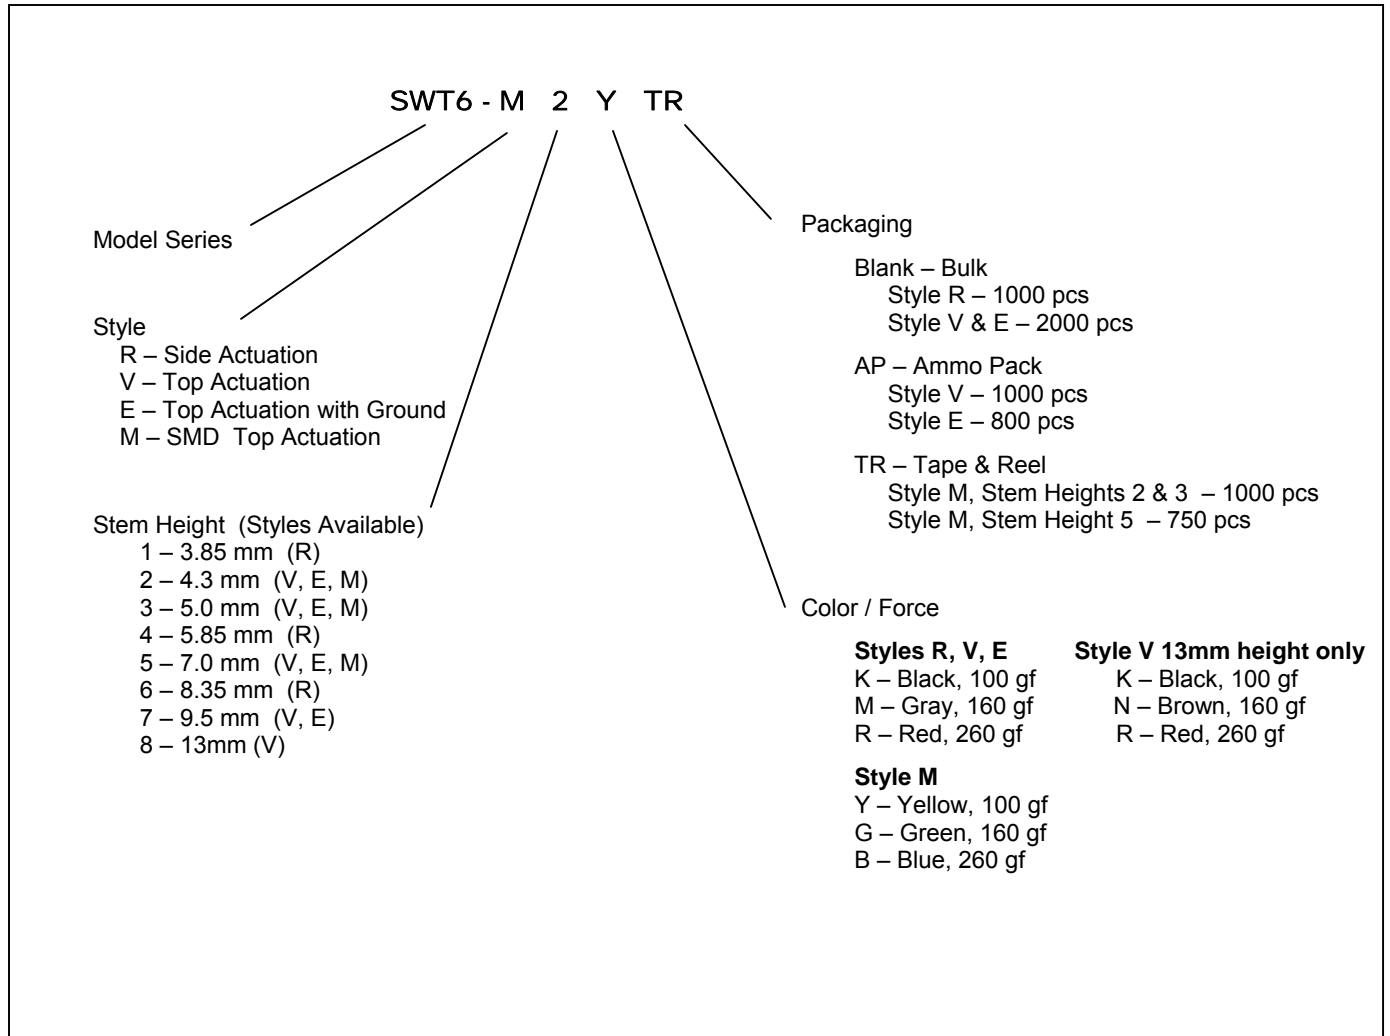 SWT6 - M 2 Y TR
Model Series
Style
R – Side Actuation
V – Top Actuation
E – Top Actuation with Ground
M – SMD Top Actuation
Stem Height (Styles Available)
1 – 3.85 mm (R)
2 – 4.3 mm (V, E, M)
3 – 5.0 mm (V, E, M)
4 – 5.85 mm (R)
5 – 7.0 mm (V, E, M)
6 – 8.35 mm (R)
7 – 9.5 mm (V, E)
8 – 13mm (V)
Packaging
Blank – Bulk
Style R – 1000 pcs
Style V & E – 2000 pcs
AP – Ammo Pack
Style V – 1000 pcs
Style E – 800 pcs
TR – Tape & Reel
Style M, Stem Heights 2 & 3 – 1000 pcs
Style M, Stem Height 5 – 750 pcs
Color / Force
Styles R, V, E
K – Black, 100 gf
M – Gray, 160 gf
R – Red, 260 gf
Style V 13mm height only
K – Black, 100 gf
N – Brown, 160 gf
R – Red, 260 gf
Style M
Y – Yellow, 100 gf
G – Green, 160 gf
B – Blue, 260 gf